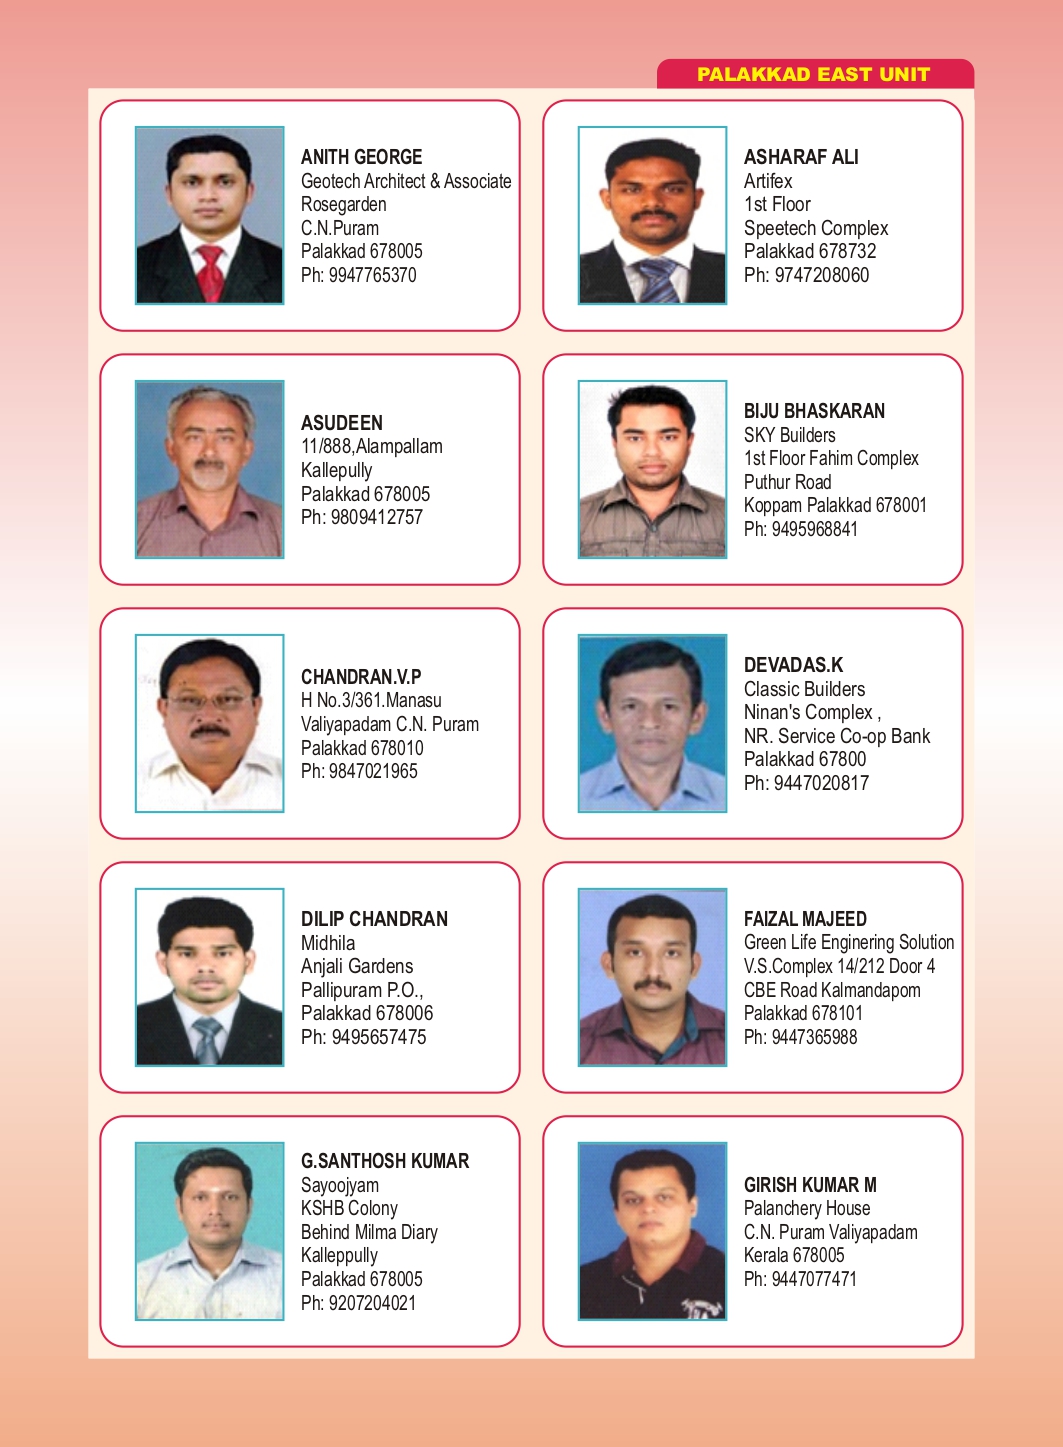 PALAKKAD EAST UNIT
ANITH GEORGE
Geotech Architect & Associate
Rosegarden
C.N.Puram
Palakkad 678005
Ph: 9947765370
ASHARAF ALI
Artifex
1st Floor
Speetech Complex
Palakkad 678732
Ph: 9747208060
ASUDEEN
11/888,Alampallam
Kallepully
Palakkad 678005
Ph: 9809412757
BIJU BHASKARAN
SKY Builders
1st Floor Fahim Complex
Puthur Road
Koppam Palakkad 678001
Ph: 9495968841
CHANDRAN.V.P
H No.3/361.Manasu
Valiyapadam C.N. Puram
Palakkad 678010
Ph: 9847021965
DEVADAS.K
Classic Builders
Ninan's Complex ,
NR. Service Co-op Bank
Palakkad 67800
Ph: 9447020817
DILIP CHANDRAN
Midhila
Anjali Gardens
Pallipuram P.O.,
Palakkad 678006
Ph: 9495657475
FAIZAL MAJEED
Green Life Enginering Solution
V.S.Complex 14/212 Door 4
CBE Road Kalmandapom
Palakkad 678101
Ph: 9447365988
G.SANTHOSH KUMAR
Sayoojyam
KSHB Colony
Behind Milma Diary
Kalleppully
Palakkad 678005
Ph: 9207204021
GIRISH KUMAR M
Palanchery House
C.N. Puram Valiyapadam
Kerala 678005
Ph: 9447077471